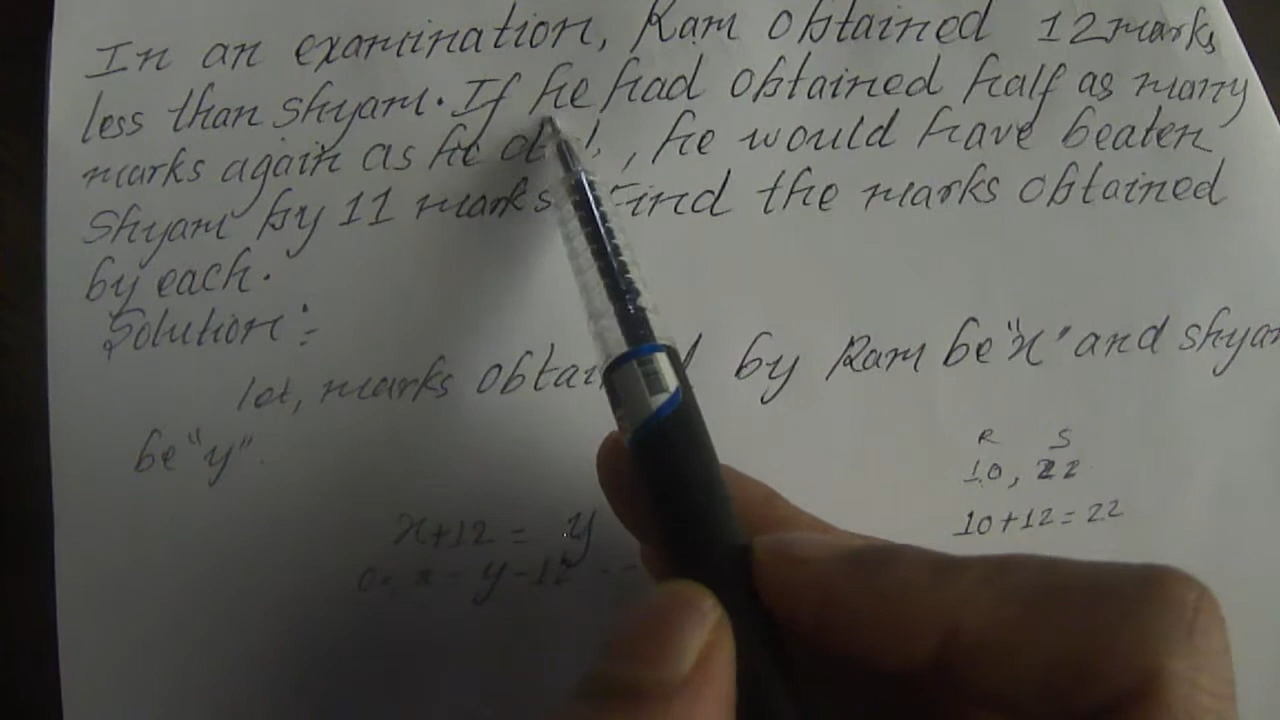 In an examination, Ram obtained 12 marks
less than Shyam. If he had obtained half as many
marks again as he, he would have beaten
Shyam by 11 marks Find the marks obtained
by each.
Solution:-
let, marks by Ram be "x" and shyam
be "y".
R S
10, 22
10+12=22
x+12 = y
or, x = y-12 --